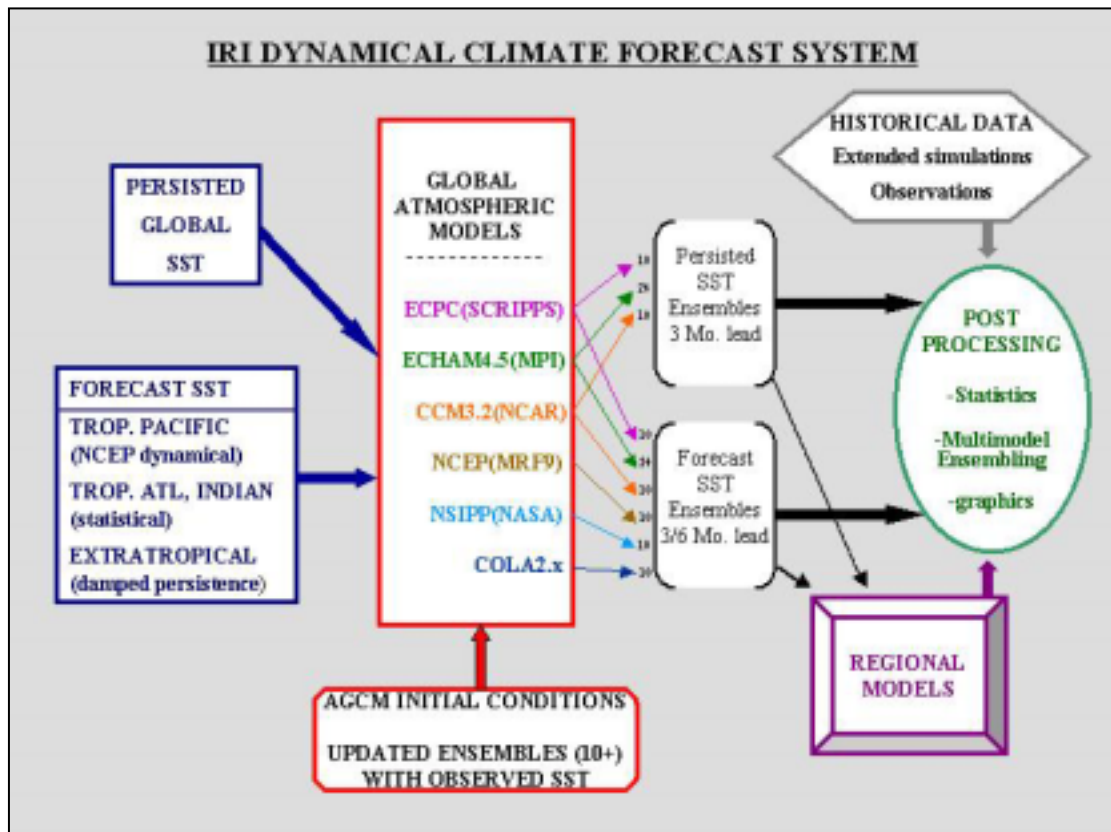 IRI DYNAMICAL CLIMATE FORECAST SYSTEM
PERSISTED
GLOBAL
SST
FORECAST SST
TROP. PACIFIC
(NCEP dynamical)
TROP. ATL, INDIAN
(statistical)
EXTRATROPICAL
(damped persistence)
GLOBAL
ATMOSPHERIC
MODELS
ECPC(SCRIPPS)
ECHAM4.5(MPI)
CCM3.2(NCAR)
NCEP(MRF9)
NSIPP(NASA)
COLA2.x
AGCM INITIAL CONDITIONS
UPDATED ENSEMBLES (10+)
WITH OBSERVED SST
Persisted
SST
Ensembles
3 Mo. lead
Forecast
SST
Ensembles
3/6 Mo. lead
HISTORICAL DATA
Extended simulations
Observations
POST
PROCESSING
-Statistics
-Multimodel
Ensembling
-graphics
REGIONAL
MODELS